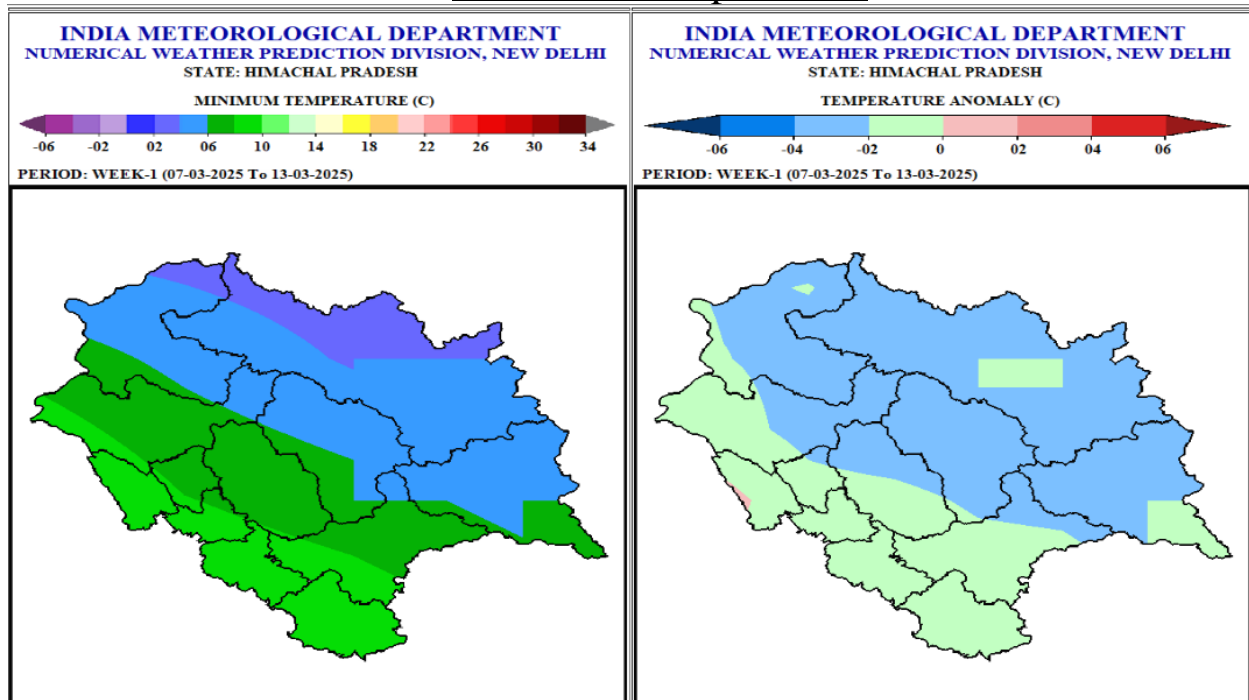 INDIA METEOROLOGICAL DEPARTMENT
NUMERICAL WEATHER PREDICTION DIVISION, NEW DELHI
STATE: HIMACHAL PRADESH
MINIMUM TEMPERATURE (C)
-06 -02 02 06 10 14 18 22 26 30 34
PERIOD: WEEK-1 (07-03-2025 To 13-03-2025)
INDIA METEOROLOGICAL DEPARTMENT
NUMERICAL WEATHER PREDICTION DIVISION, NEW DELHI
STATE: HIMACHAL PRADESH
TEMPERATURE ANOMALY (C)
-06 -04 -02 0 02 04 06
PERIOD: WEEK-1 (07-03-2025 To 13-03-2025)